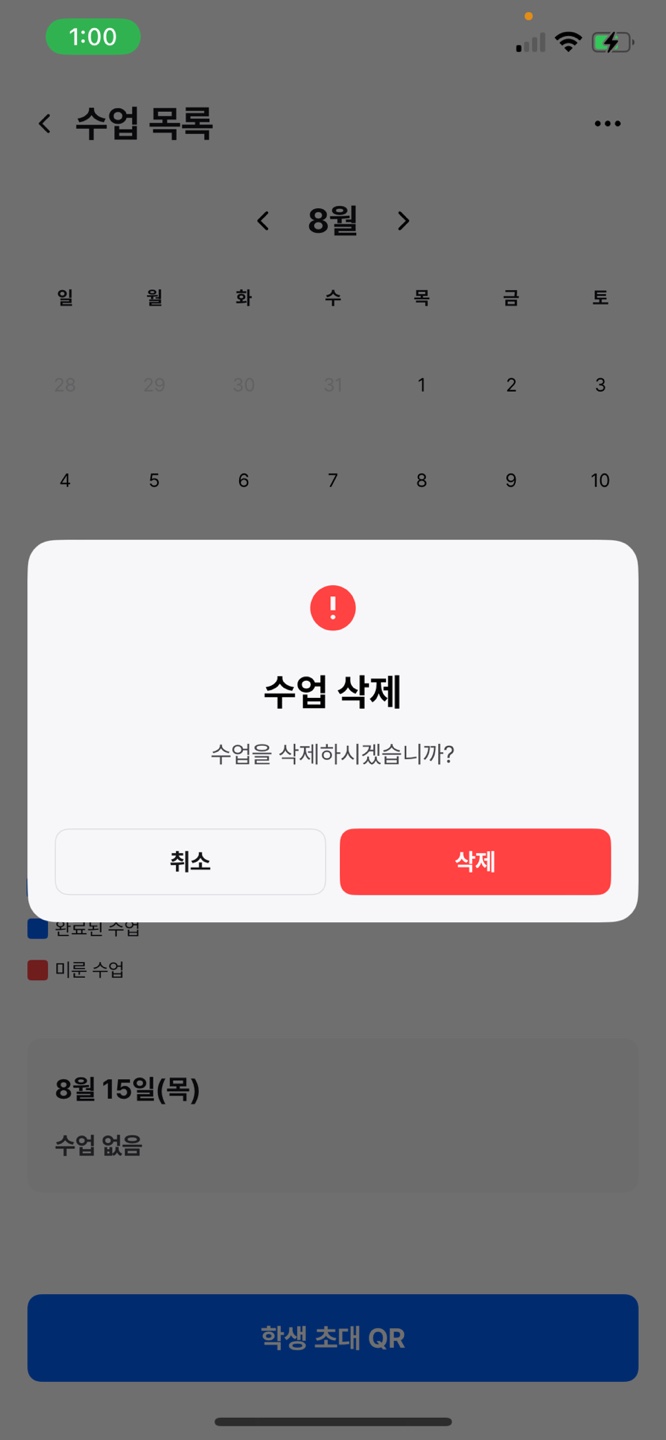 1:00
수업 목록
8월
일 월 화 수 목 금 토
28 29 30 31 1 2 3
4 5 6 7 8 9 10
!
수업 삭제
수업을 삭제하시겠습니까?
취소 삭제
완료된 수업
미룬 수업
8월 15일(목)
수업 없음
학생 초대 QR